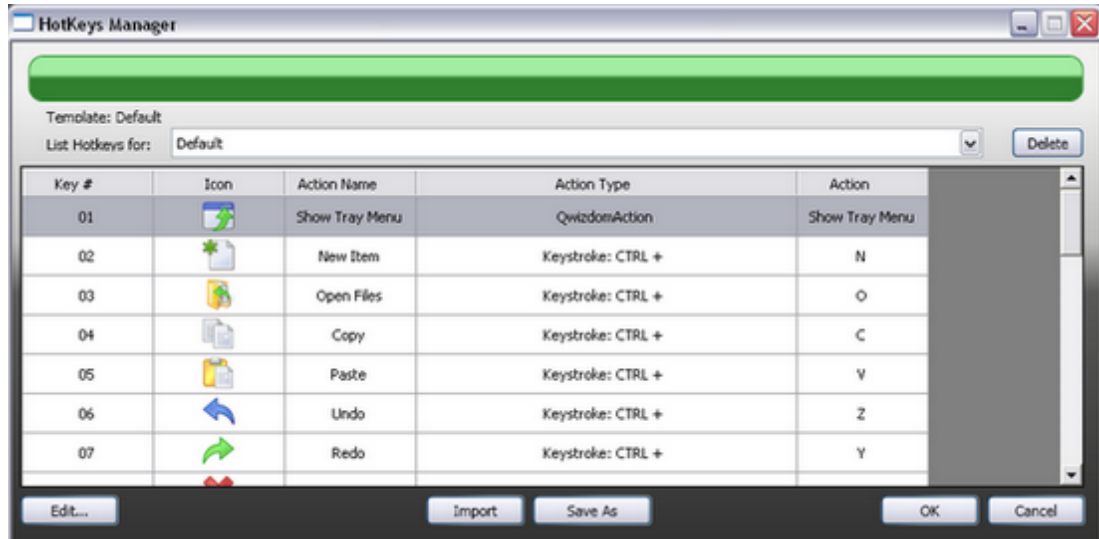 HotKeys Manager
Template: Default
List Hotkeys for: Default Delete
Key # Icon Action Name Action Type Action
01 Show Tray Menu QwizdomAction Show Tray Menu
02 New Item Keystroke: CTRL + N
03 Open Files Keystroke: CTRL + O
04 Copy Keystroke: CTRL + C
05 Paste Keystroke: CTRL + V
06 Undo Keystroke: CTRL + Z
07 Redo Keystroke: CTRL + Y
Edit... Import Save As OK Cancel